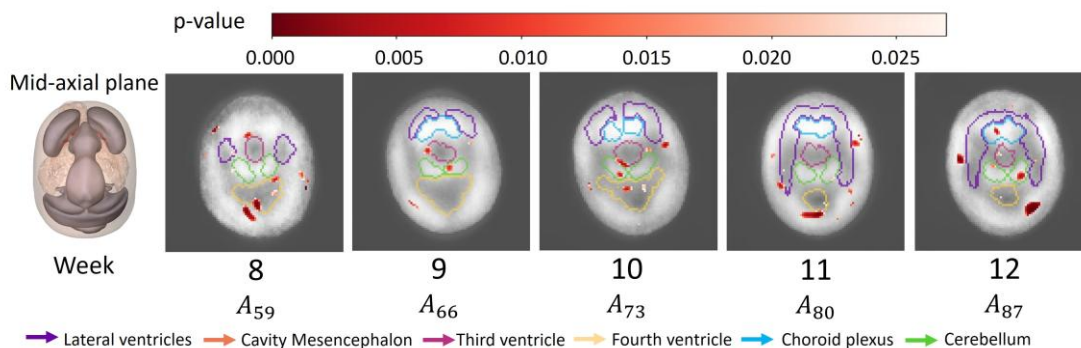 p-value
0.000 0.005 0.010 0.015 0.020 0.025
Mid-axial plane
Week 8 9 10 11 12
A59 A66 A73 A80 A87
Lateral ventricles Cavity Mesencephalon Third ventricle Fourth ventricle Choroid plexus Cerebellum